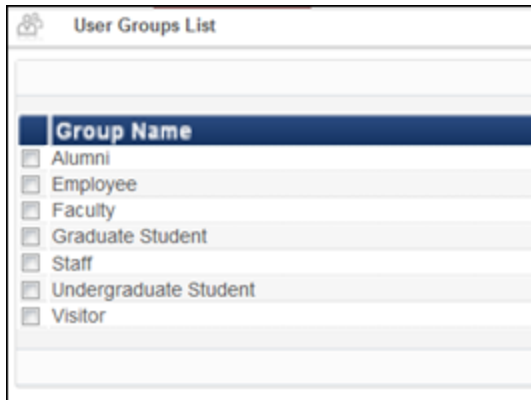 User Groups List
Group Name
Alumni
Employee
Faculty
Graduate Student
Staff
Undergraduate Student
Visitor